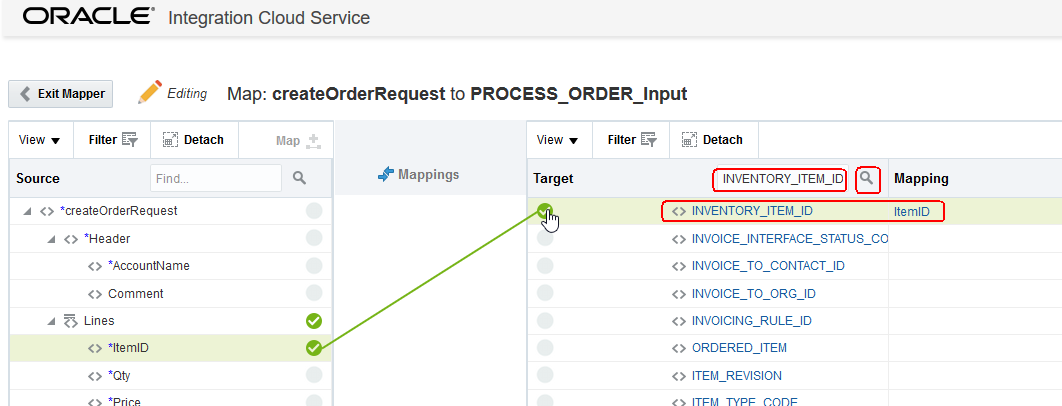 ORACLE® Integration Cloud Service
Exit Mapper
Editing
Map: createOrderRequest to PROCESS_ORDER_Input
View Filter Detach Map
Mappings
View Filter Detach
Source Find...
Target INVENTORY_ITEM_ID Mapping
*createOrderRequest
INVENTORY_ITEM_ID ItemID
*Header
INVOICE_INTERFACE_STATUS_CO
*AccountName
INVOICE_TO_CONTACT_ID
Comment
INVOICE_TO_ORG_ID
Lines
INVOICING_RULE_ID
*ItemID
ORDERED_ITEM
*Qty
ITEM_REVISION
*Price
ITEM_TYPE_CODE